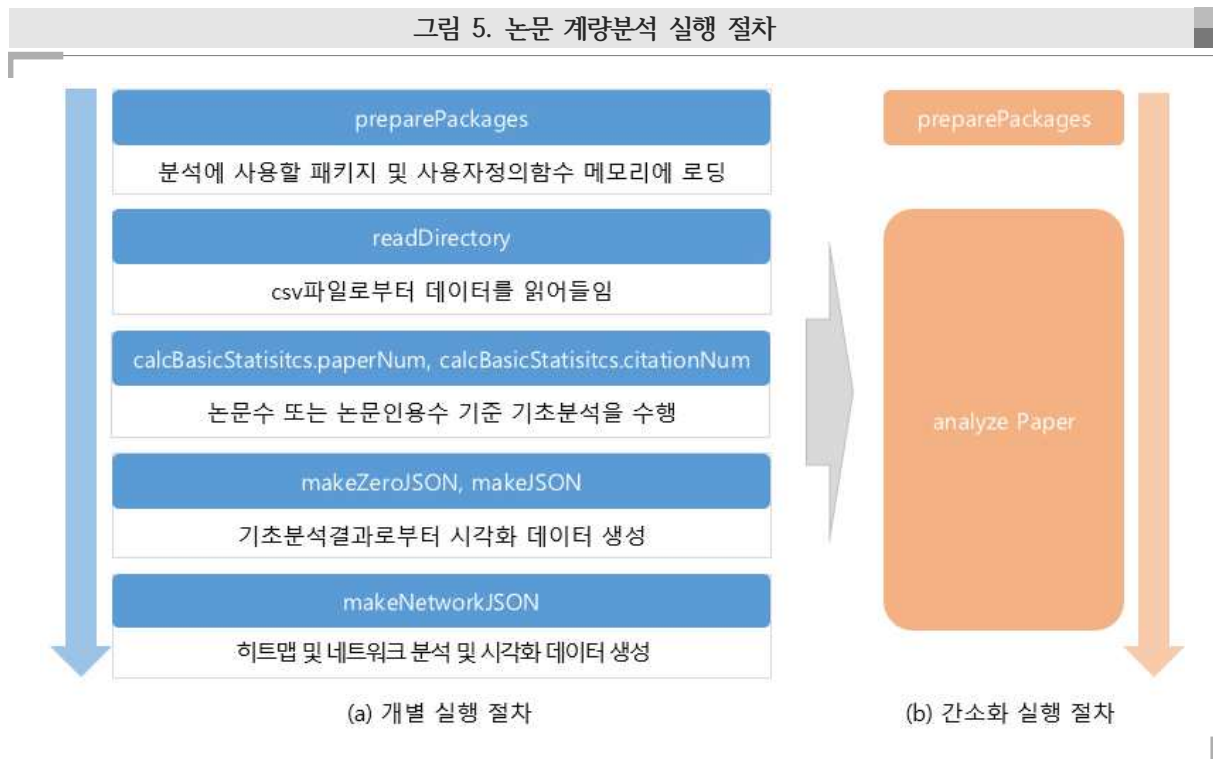 그림 5. 논문 계량분석 실행 절차
preparePackages
분석에 사용할 패키지 및 사용자정의함수 메모리에 로딩
readDirectory
csv파일로부터 데이터를 읽어들임
calcBasicStatisitcs.paperNum, calcBasicStatisitcs.citationNum
논문수 또는 논문인용수 기준 기초분석을 수행
makeZeroJSON, makeJSON
기초분석결과로부터 시각화 데이터 생성
makeNetworkJSON
히트맵 및 네트워크 분석 및 시각화 데이터 생성
(a) 개별 실행 절차
preparePackages
analyze Paper
(b) 간소화 실행 절차